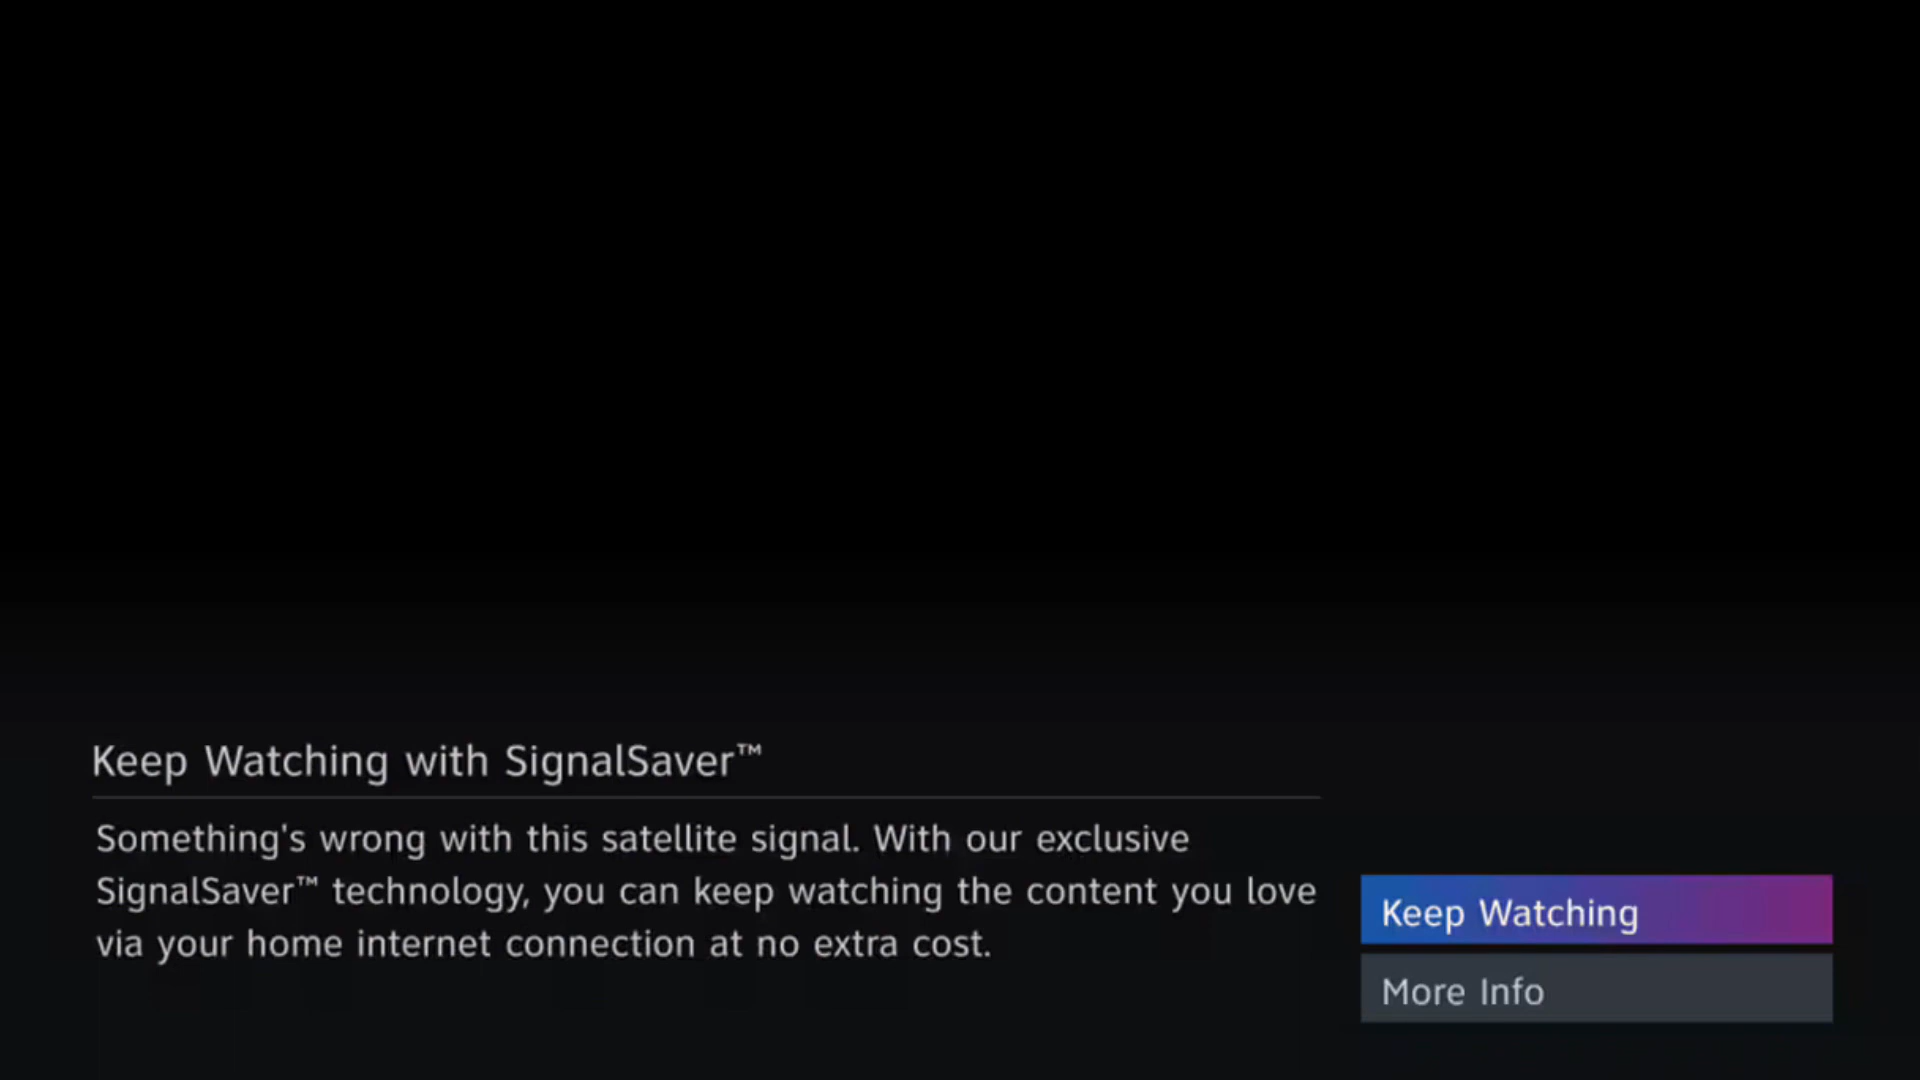 Keep Watching with SignalSaver™
Something's wrong with this satellite signal. With our exclusive
SignalSaver™ technology, you can keep watching the content you love
via your home internet connection at no extra cost.
Keep Watching
More Info